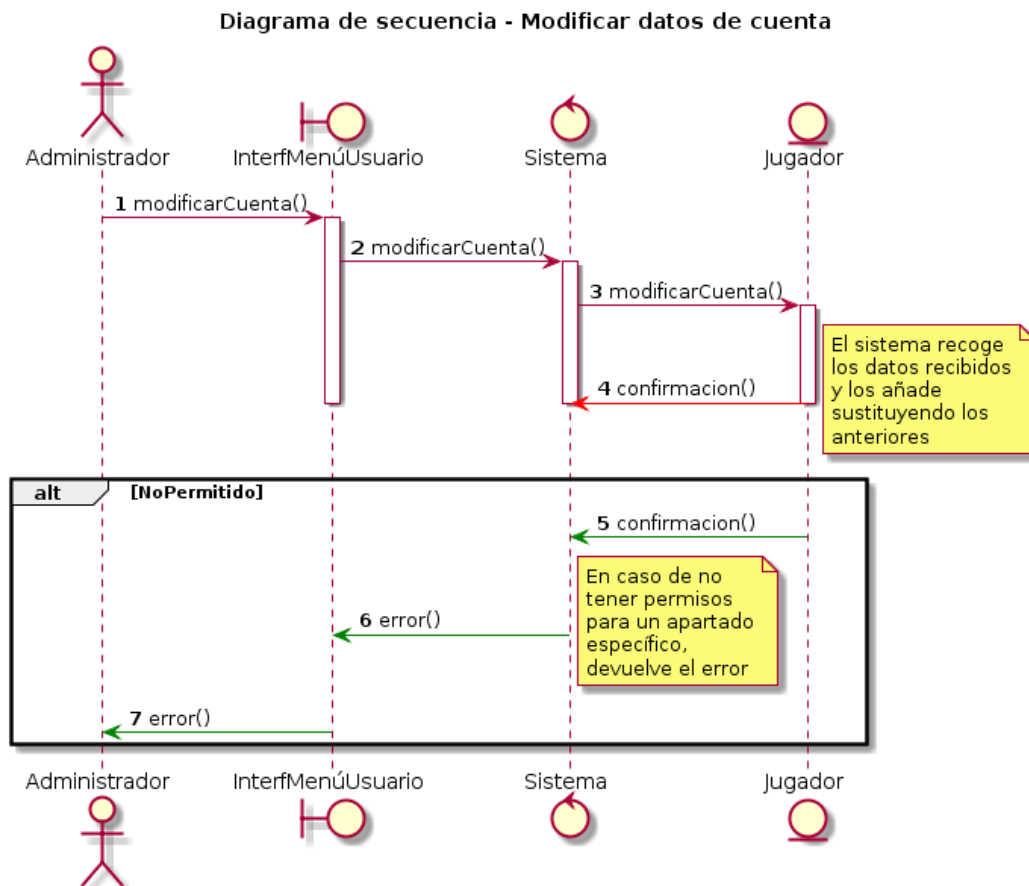 Diagrama de secuencia - Modificar datos de cuenta
Administrador
InterfMenúUsuario
Sistema
Jugador
1 modificarCuenta()
2 modificarCuenta()
3 modificarCuenta()
El sistema recoge
los datos recibidos
y los añade
sustituyendo los
anteriores
4 confirmacion()
alt
[NoPermitido]
5 confirmacion()
En caso de no
tener permisos
para un apartado
específico,
devuelve el error
6 error()
7 error()
Administrador
InterfMenúUsuario
Sistema
Jugador